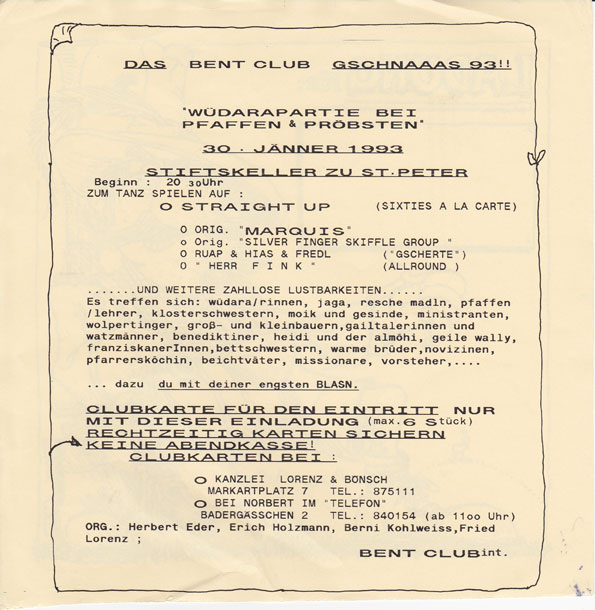 DAS BENT CLUB GSCHNAAAS 93!!
"WÜDARAPARTIE BEI
PFAFFEN & PRÖBSTEN"
30 . JÄNNER 1993
STIFTSKELLER ZU ST.PETER
Beginn : 20 30Uhr
ZUM TANZ SPIELEN AUF :
O STRAIGHT UP (SIXTIES A LA CARTE)
O ORIG. "MARQUIS"
o Orig. "SILVER FINGER SKIFFLE GROUP "
O RUAP & HIAS & FREDL ("GSCHERTE")
O " HERR F I N K " (ALLROUND )
.......UND WEITERE ZAHLLOSE LUSTBARKEITEN......
Es treffen sich: wüdara/rinnen, jaga, resche madln, pfaffen
/lehrer, klosterschwestern, moik und gesinde, ministranten,
wolpertinger, groß- und kleinbauern,gailtalerinnen und
watzmänner, benediktiner, heidi und der almöhi, geile wally,
franziskanerInnen,bettschwestern, warme brüder,novizinen,
pfarrersköchin, beichtväter, missionare, vorsteher,....
... dazu du mit deiner engsten BLASN.
CLUBKARTE FÜR DEN EINTRITT NUR
MIT DIESER EINLADUNG (max.6 Stück)
RECHTZEITIG KARTEN SICHERN
KEINE ABENDKASSE!
CLUBKARTEN BEI :
O KANZLEI LORENZ & BÖNSCH
MARKARTPLATZ 7 TEL.: 875111
O BEI NORBERT IM "TELEFON"
BADERGÄSSCHEN 2 TEL.: 840154 (ab 11oo Uhr)
ORG.: Herbert Eder, Erich Holzmann, Berni Kohlweiss,Fried
Lorenz ;
BENT CLUBint.